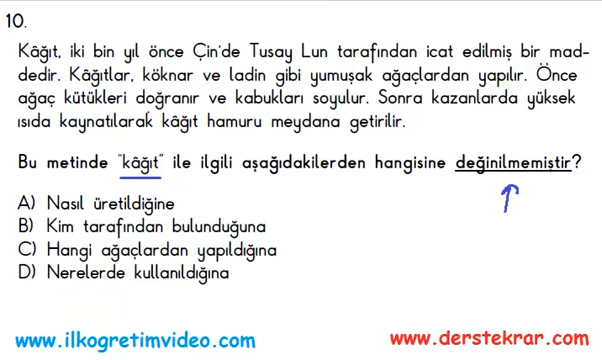 10.
Kâğıt, iki bin yıl önce Çin'de Tusay Lun tarafından icat edilmiş bir mad-
dedir. Kâğıtlar, köknar ve ladin gibi yumuşak ağaçlardan yapılır. Önce
ağaç kütükleri doğranır ve kabukları soyulur. Sonra kazanlarda yüksek
ısıda kaynatılarak kâğıt hamuru meydana getirilir.
Bu metinde "kâğıt" ile ilgili aşağıdakilerden hangisine değinilmemiştir?
A) Nasıl üretildiğine
B) Kim tarafından bulunduğuna
C) Hangi ağaçlardan yapıldığına
D) Nerelerde kullanıldığına
www.ilkogretimvideo.com www.derstekrar.com